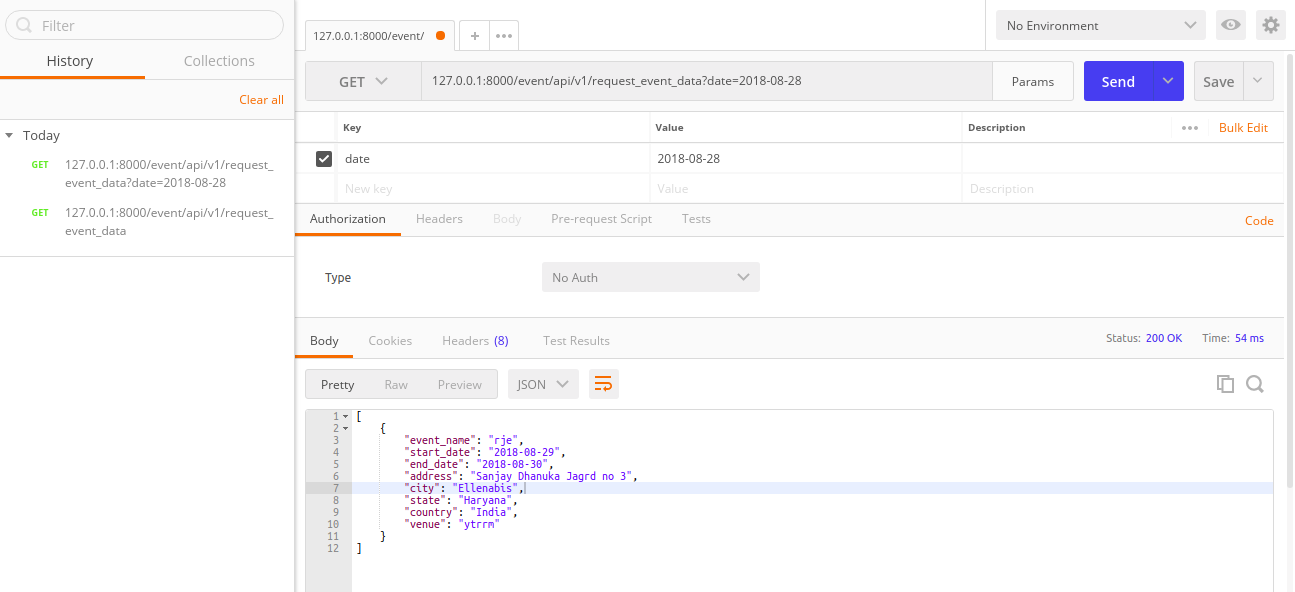 Filter
History
Collections
Clear all
Today
GET 127.0.0.1:8000/event/api/v1/request_
event_data?date=2018-08-28
GET 127.0.0.1:8000/event/api/v1/request_
event_data
127.0.0.1:8000/event/
No Environment
GET
127.0.0.1:8000/event/api/v1/request_event_data?date=2018-08-28
Params
Send
Save
Key Value Description Bulk Edit
date 2018-08-28
New key Value Description
Authorization Headers Body Pre-request Script Tests Code
Type No Auth
Body Cookies Headers (8) Test Results Status: 200 OK Time: 54 ms
Pretty Raw Preview JSON
1 [
2 {
3 "event_name": "rje",
4 "start_date": "2018-08-29",
5 "end_date": "2018-08-30",
6 "address": "Sanjay Dhanuka Jagrd no 3",
7 "city": "Ellenabis",
8 "state": "Haryana",
9 "country": "India",
10 "venue": "ytrrm"
11 }
12 ]